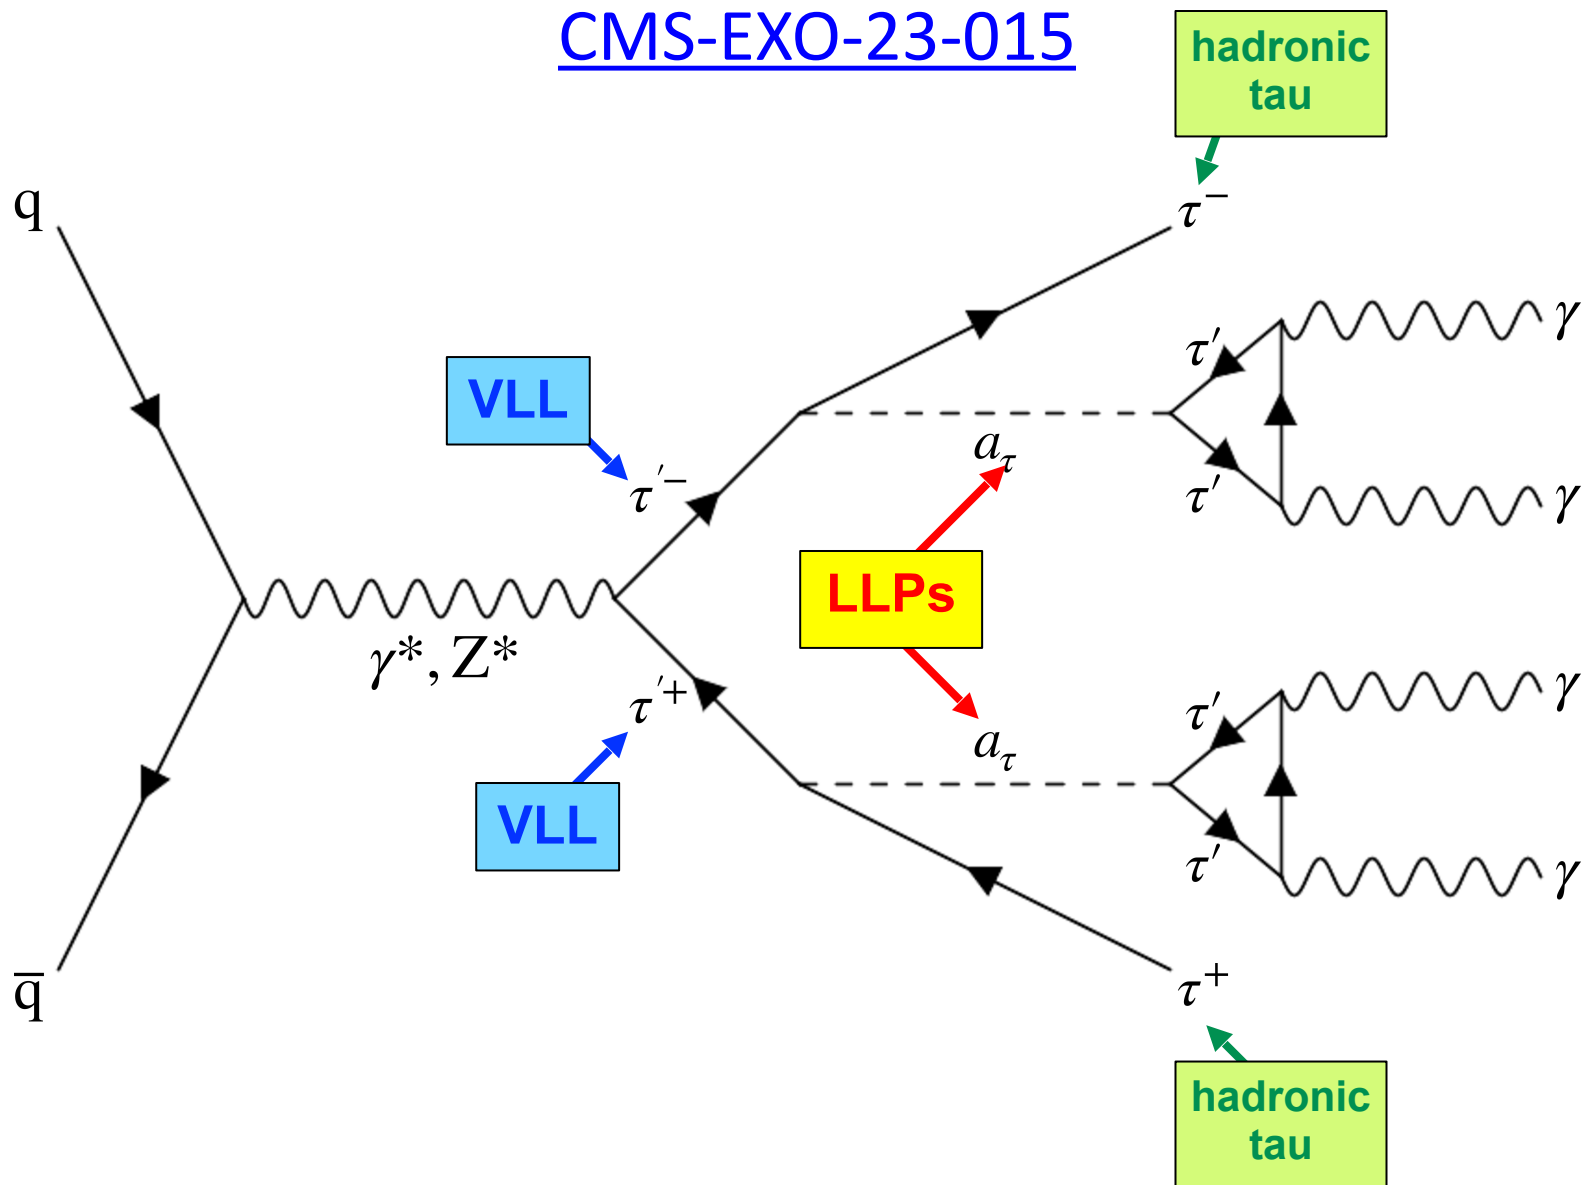 CMS-EXO-23-015
hadronic
tau
q
τ⁻
γ
τ′
VLL
a_τ
τ′⁻
τ′
γ
LLPs
γ*, Z*
γ
τ′⁺
τ′
a_τ
VLL
τ′
γ
q̅
τ⁺
hadronic
tau